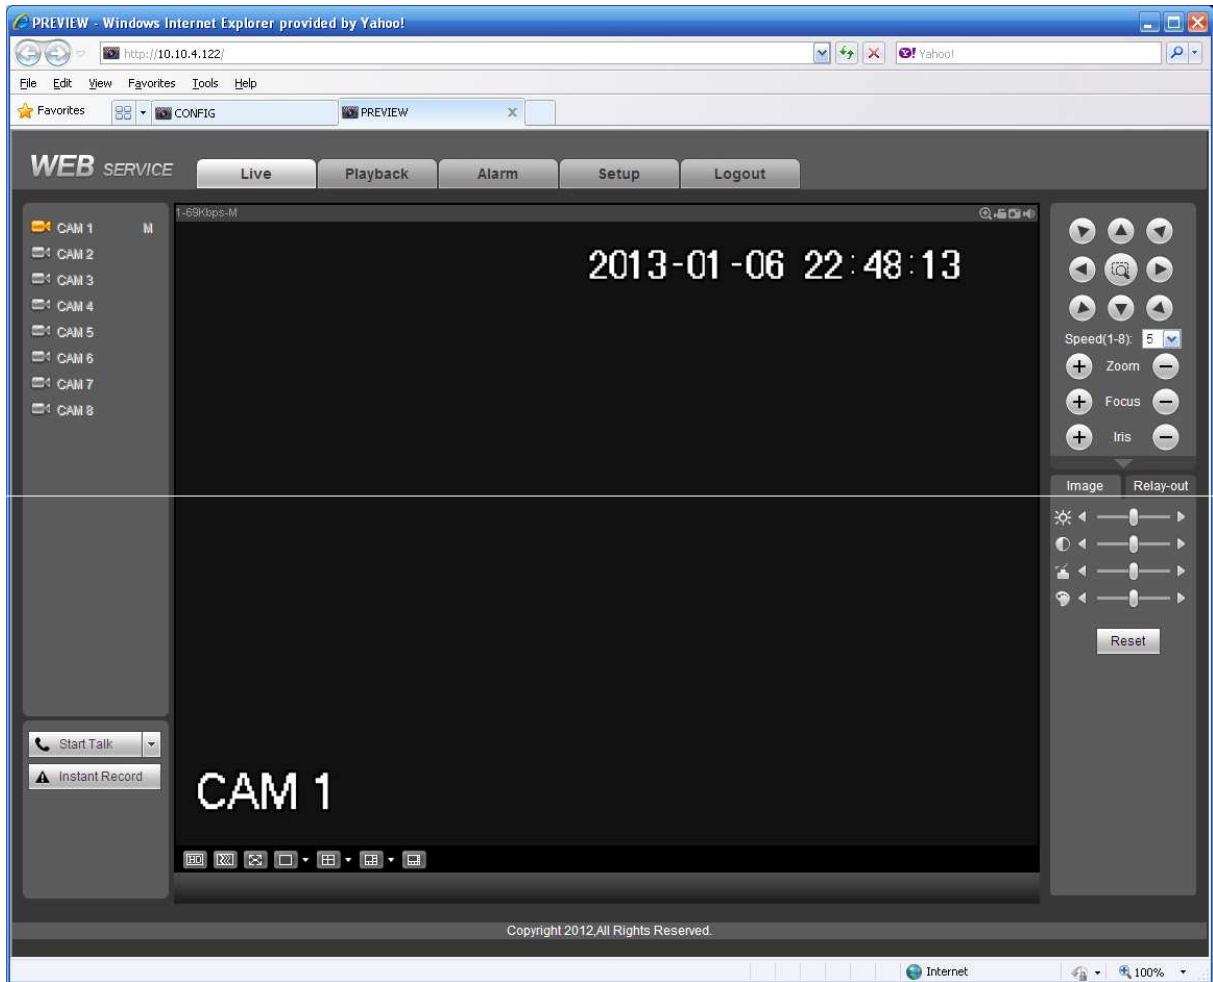 PREVIEW - Windows Internet Explorer provided by Yahoo!
http://10.10.4.122/
Yahoo!
File Edit View Favorites Tools Help
Favorites
CONFIG
PREVIEW
WEB SERVICE
Live
Playback
Alarm
Setup
Logout
CAM 1 M
CAM 2
CAM 3
CAM 4
CAM 5
CAM 6
CAM 7
CAM 8
1-69Kbps-M
2013-01-06 22:48:13
CAM 1
Speed(1-8): 5
Zoom
Focus
Iris
Image Relay-out
Reset
Start Talk
Instant Record
HD
Copyright 2012,All Rights Reserved.
Internet
100%